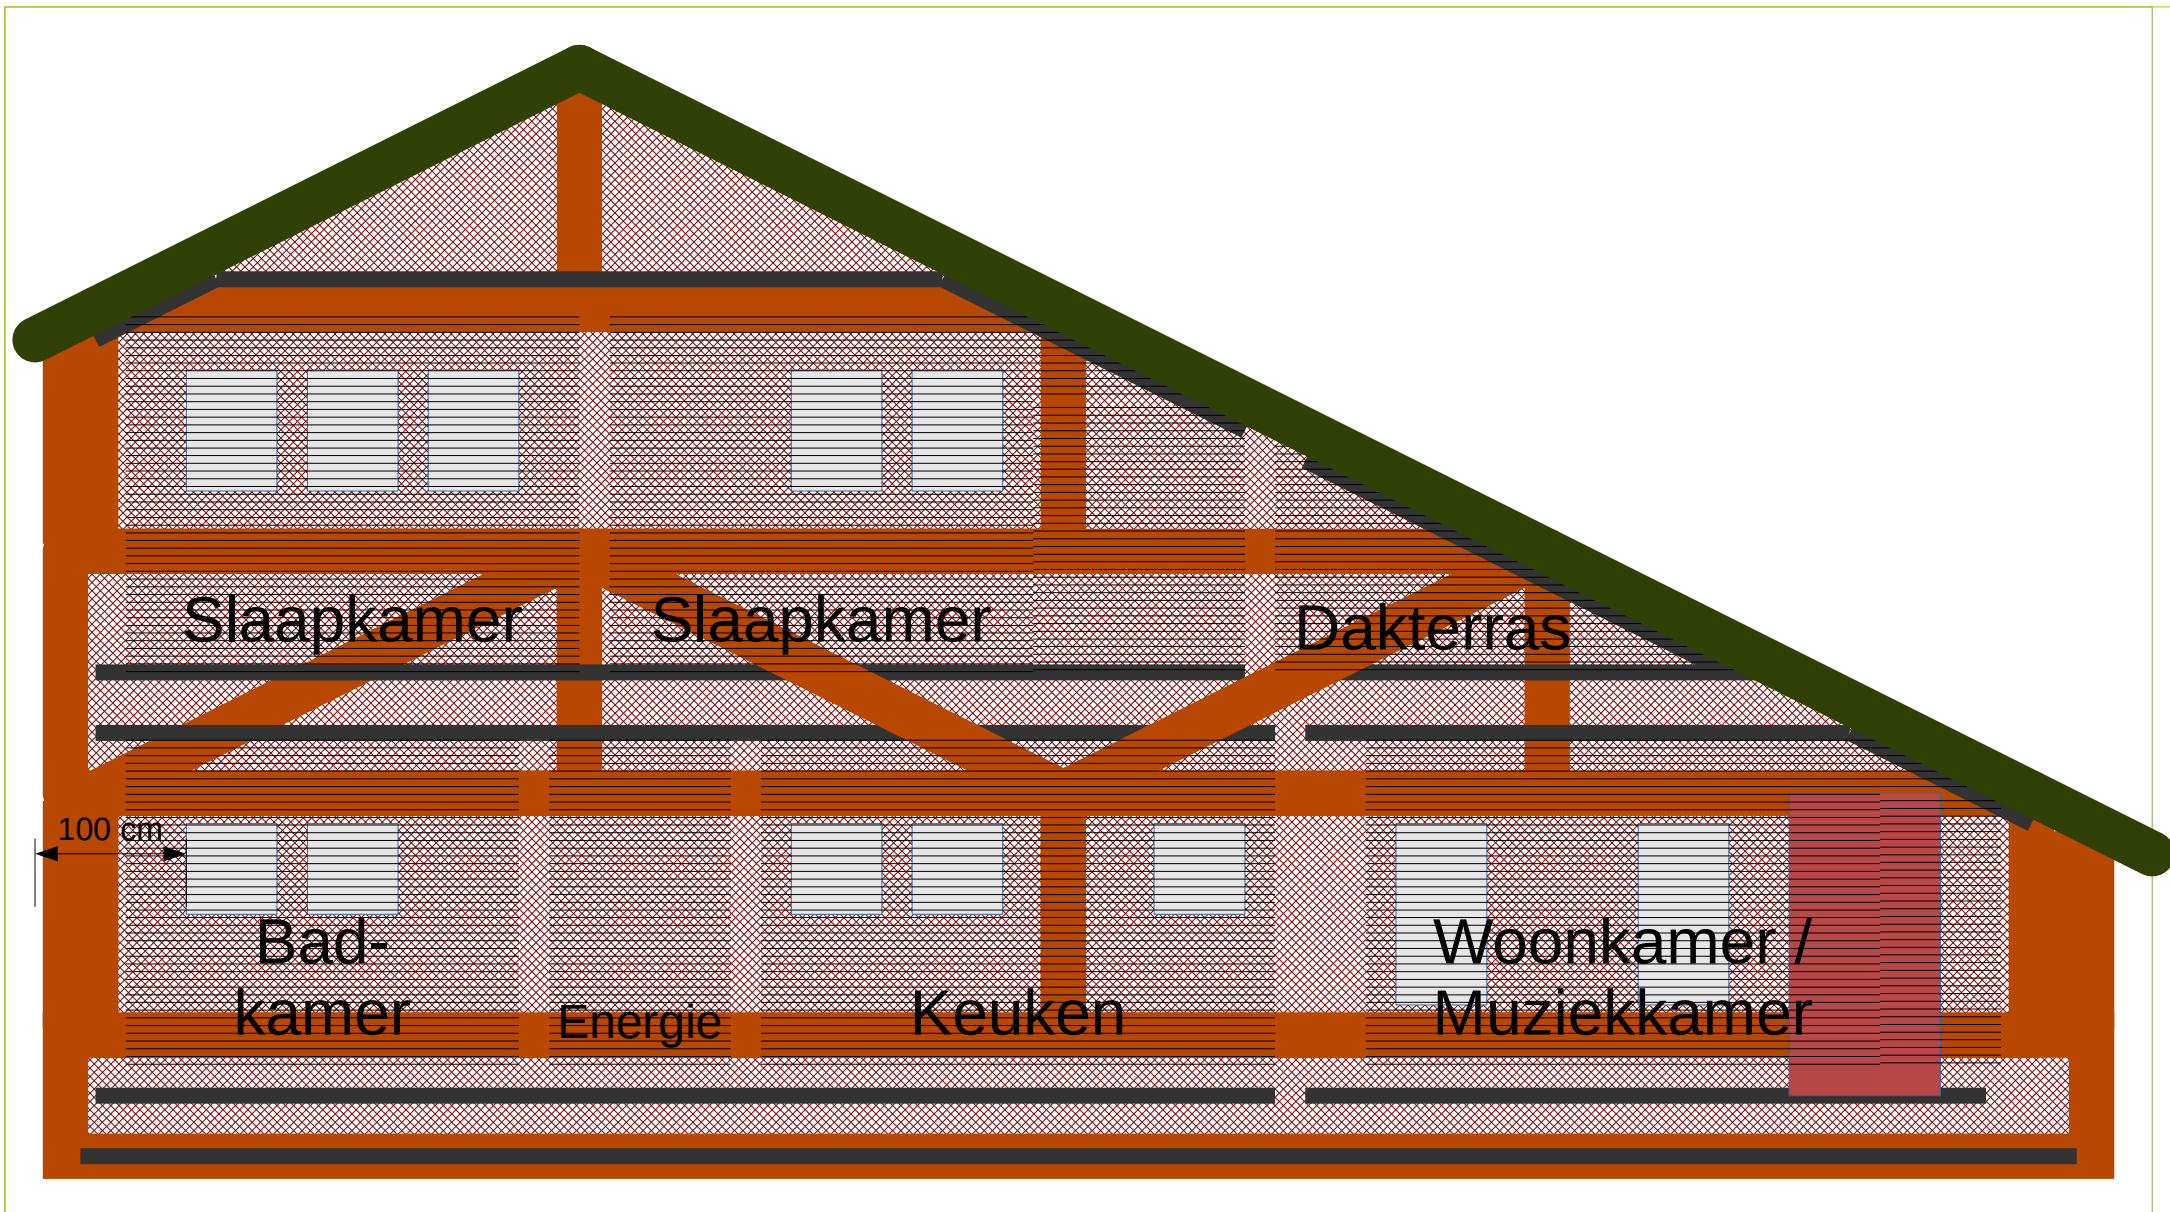 Slaapkamer
Slaapkamer
Dakterras
100 cm
Bad-
kamer
Energie
Keuken
Woonkamer /
Muziekkamer